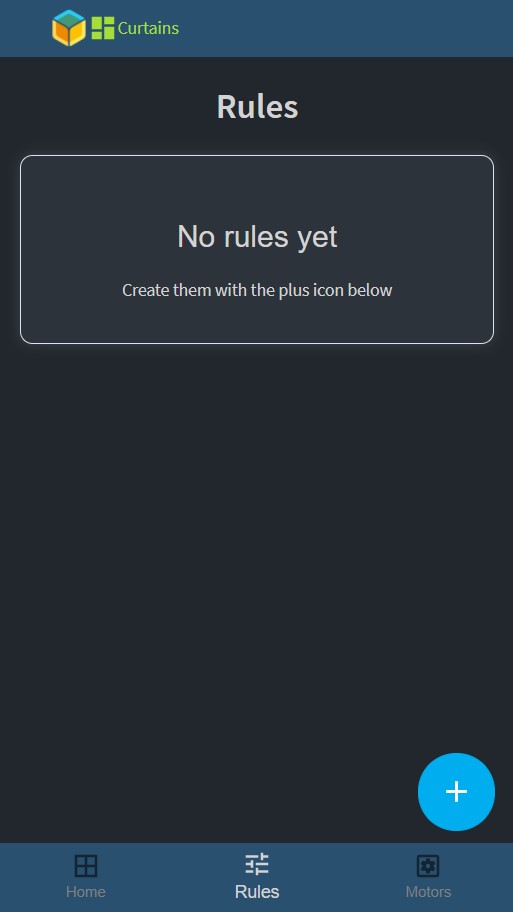 Curtains
Rules
No rules yet
Create them with the plus icon below
Home
Rules
Motors